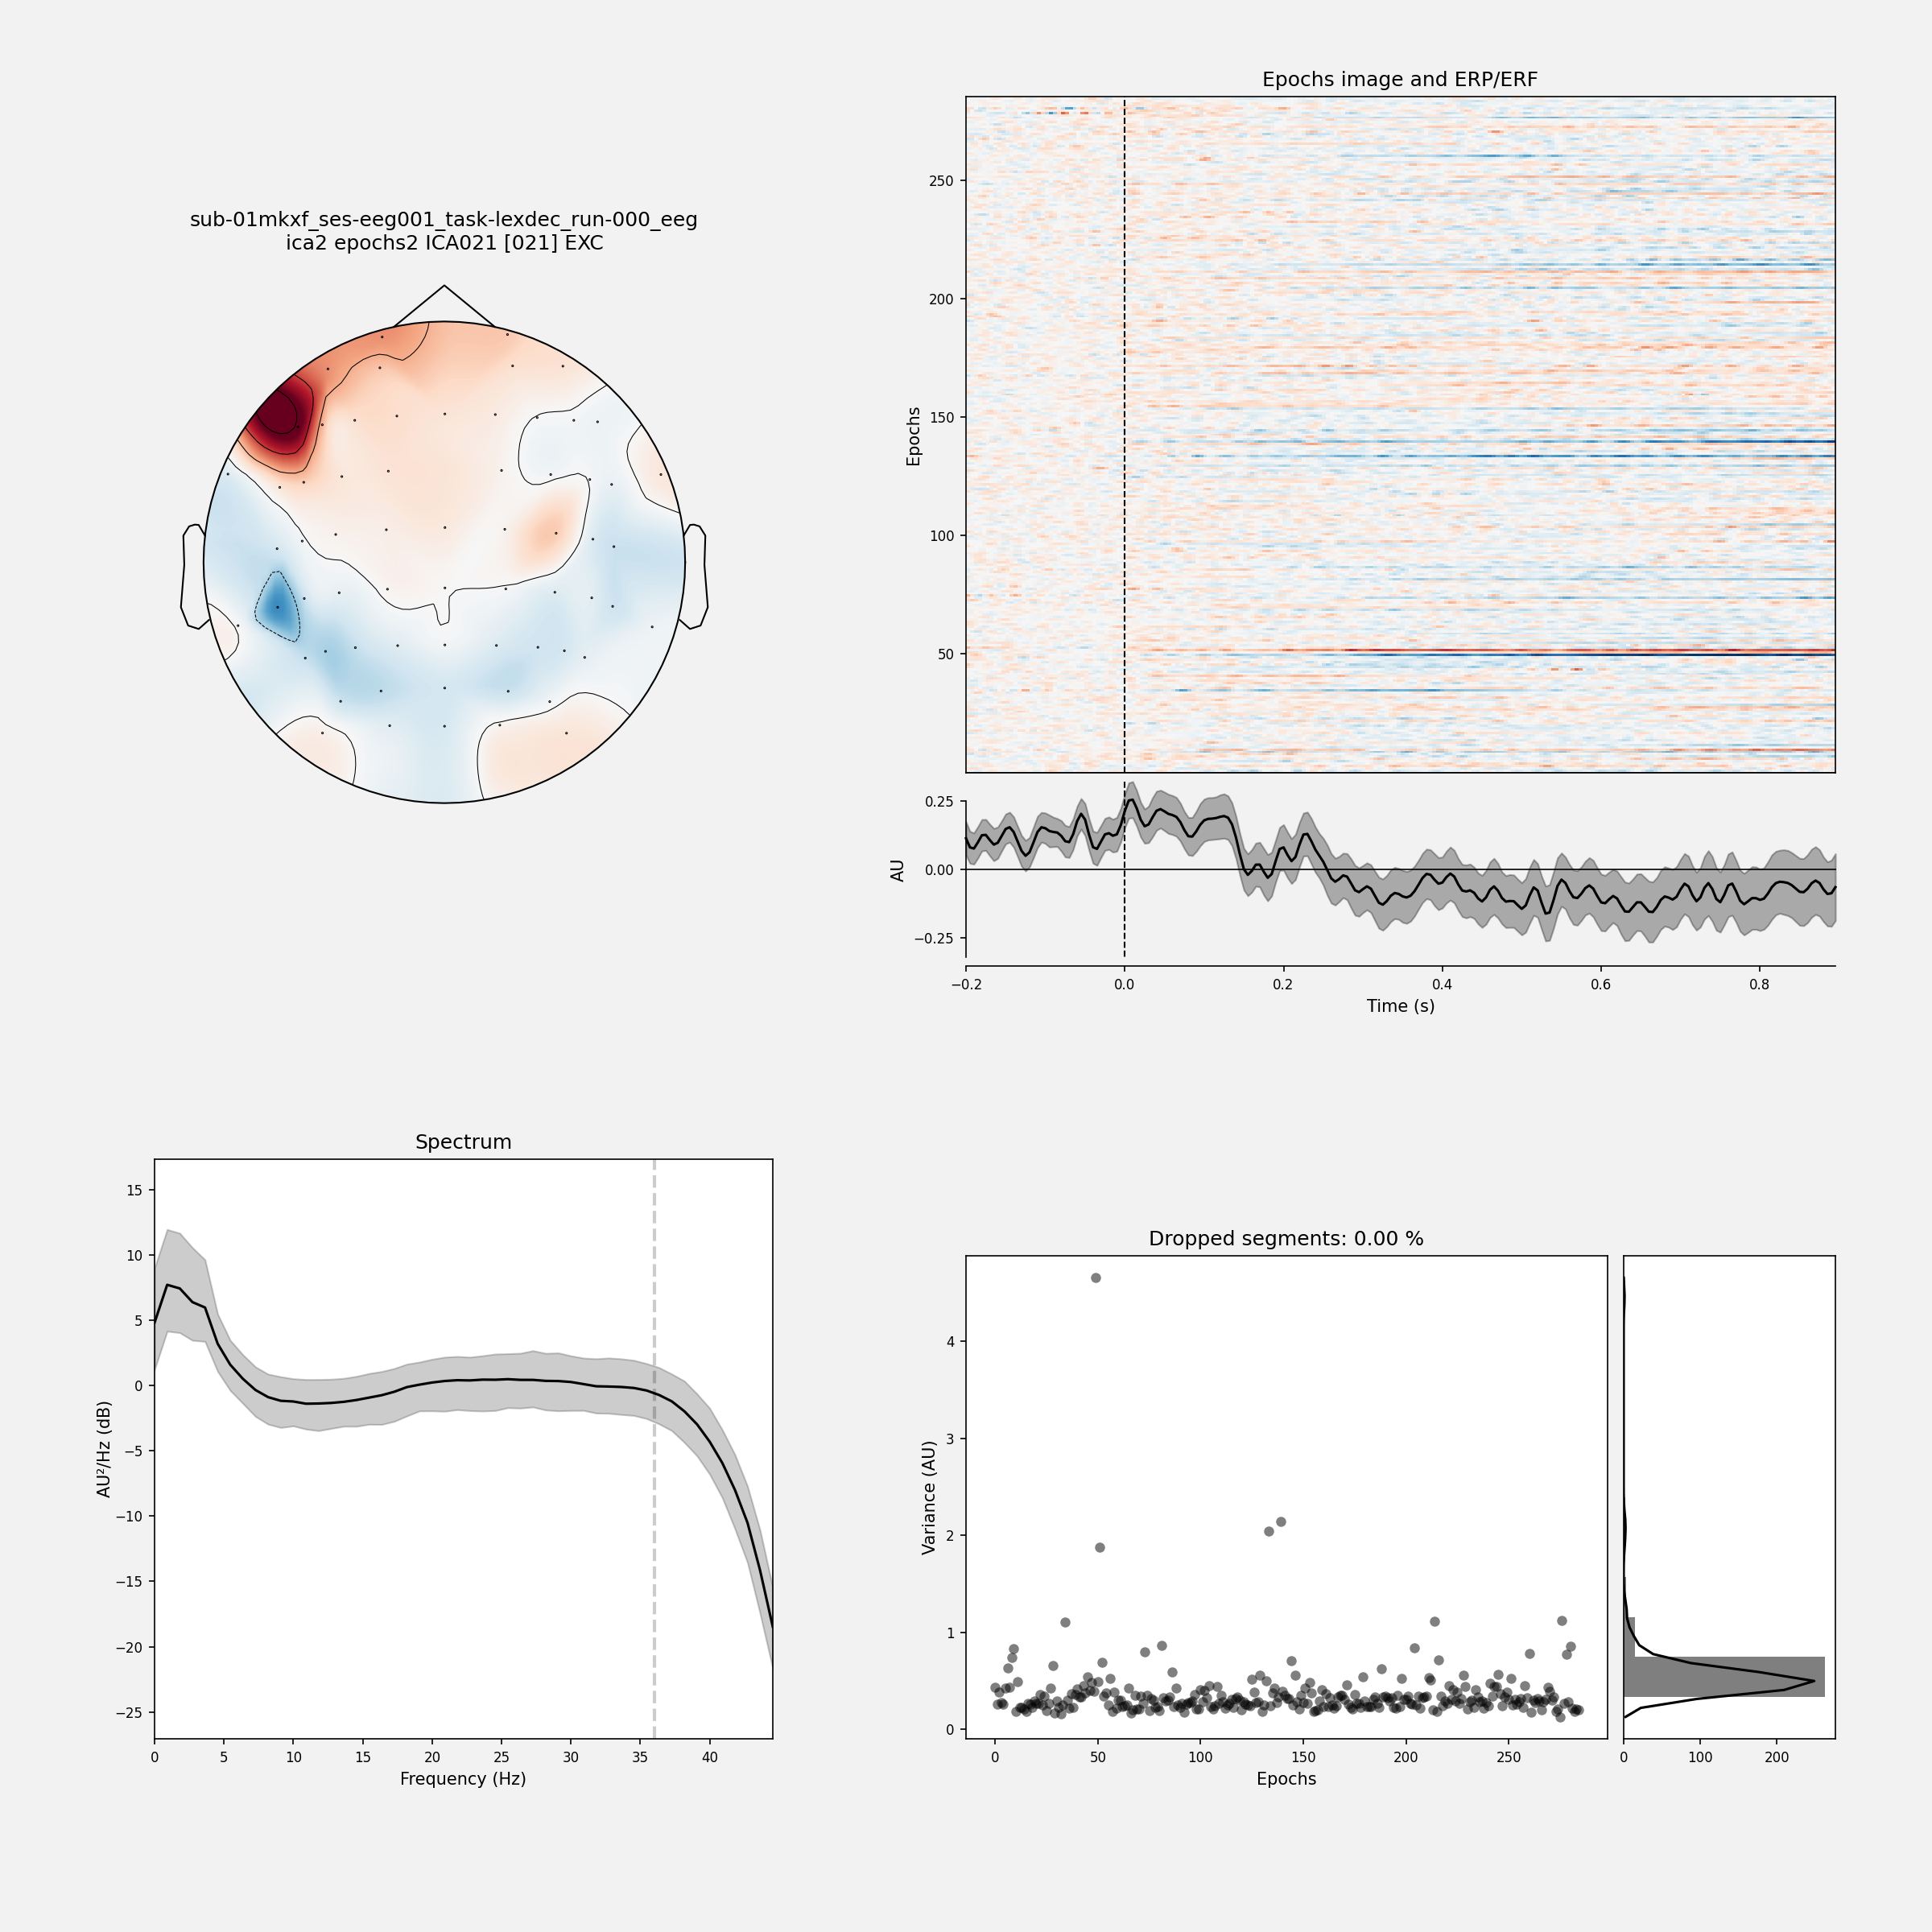 sub-01mkxf_ses-eeg001_task-lexdec_run-000_eeg
ica2 epochs2 ICA021 [021] EXC
Epochs image and ERP/ERF
Epochs
250
200
150
100
50
AU
0.25
0.00
−0.25
−0.2 0.0 0.2 0.4 0.6 0.8
Time (s)
Spectrum
AU²/Hz (dB)
15
10
5
0
−5
−10
−15
−20
−25
0 5 10 15 20 25 30 35 40
Frequency (Hz)
Dropped segments: 0.00 %
Variance (AU)
4
3
2
1
0
0 50 100 150 200 250
Epochs
0 100 200